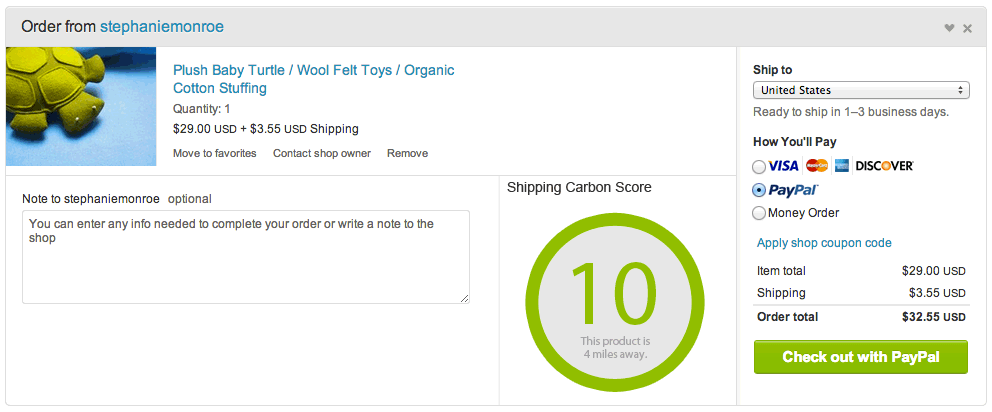 Order from stephaniemonroe
Plush Baby Turtle / Wool Felt Toys / Organic
Cotton Stuffing
Quantity: 1
$29.00 USD + $3.55 USD Shipping
Move to favorites Contact shop owner Remove
Note to stephaniemonroe optional
You can enter any info needed to complete your order or write a note to the
shop
Shipping Carbon Score
10
This product is
4 miles away.
Ship to
United States
Ready to ship in 1–3 business days.
How You'll Pay
VISA MasterCard AMERICAN EXPRESS DISCOVER
PayPal
Money Order
Apply shop coupon code
Item total $29.00 USD
Shipping $3.55 USD
Order total $32.55 USD
Check out with PayPal